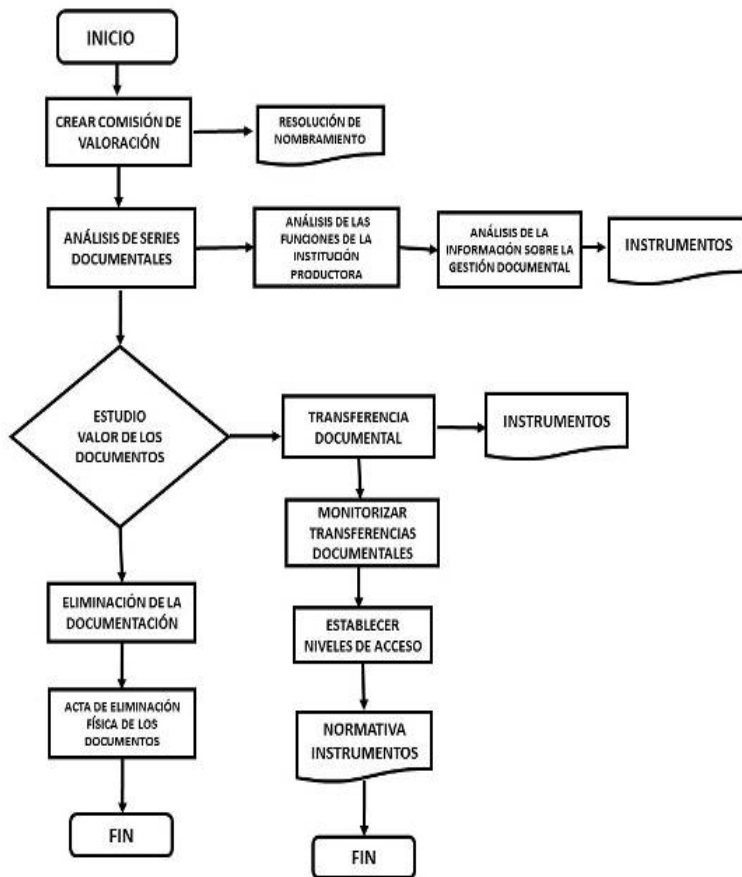 INICIO
CREAR COMISIÓN DE
VALORACIÓN
RESOLUCIÓN DE
NOMBRAMIENTO
ANÁLISIS DE SERIES
DOCUMENTALES
ANÁLISIS DE LAS
FUNCIONES DE LA
INSTITUCIÓN
PRODUCTORA
ANÁLISIS DE LA
INFORMACIÓN SOBRE LA
GESTIÓN DOCUMENTAL
INSTRUMENTOS
ESTUDIO
VALOR DE LOS
DOCUMENTOS
TRANSFERENCIA
DOCUMENTAL
INSTRUMENTOS
MONITORIZAR
TRANSFERENCIAS
DOCUMENTALES
ELIMINACIÓN DE LA
DOCUMENTACIÓN
ESTABLECER
NIVELES DE ACCESO
ACTA DE ELIMINACIÓN
FÍSICA DE LOS
DOCUMENTOS
NORMATIVA
INSTRUMENTOS
FIN
FIN